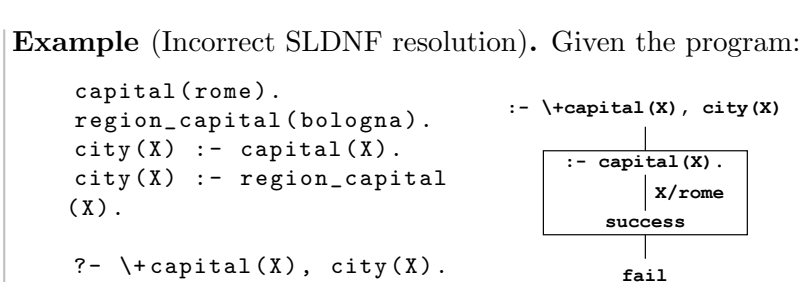 Example (Incorrect SLDNF resolution). Given the program:
capital(rome).
region_capital(bologna).
city(X) :- capital(X).
city(X) :- region_capital
(X).
?- \+capital(X), city(X).
:- \+capital(X), city(X)
:- capital(X).
X/rome
success
fail